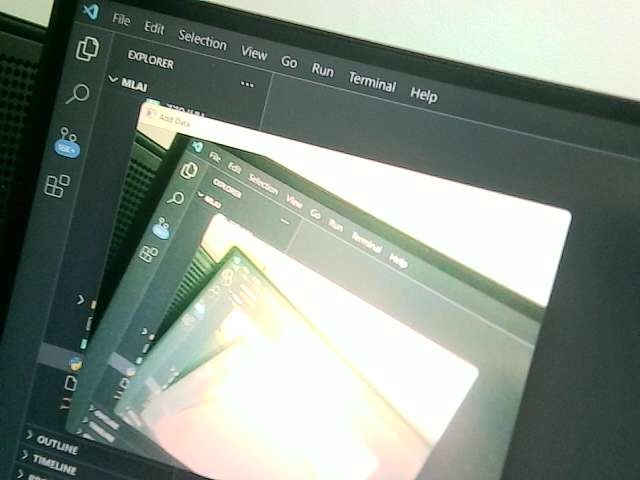 File Edit Selection View Go Run Terminal Help
EXPLORER
...
MLAI
Add Data
File Edit Selection View Go Run Terminal Help
EXPLORER
...
MLAI
OUTLINE
TIMELINE